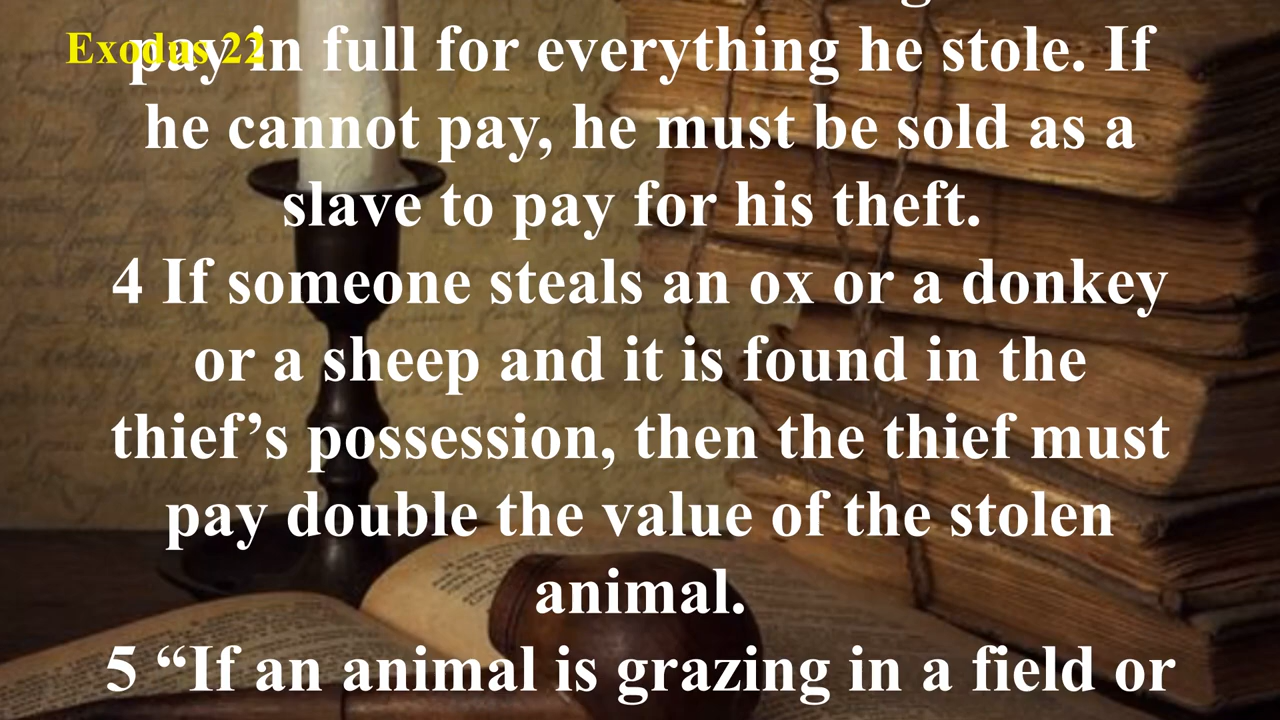 Exodus 22
pay in full for everything he stole. If
he cannot pay, he must be sold as a
slave to pay for his theft.
4 If someone steals an ox or a donkey
or a sheep and it is found in the
thief’s possession, then the thief must
pay double the value of the stolen
animal.
5 “If an animal is grazing in a field or